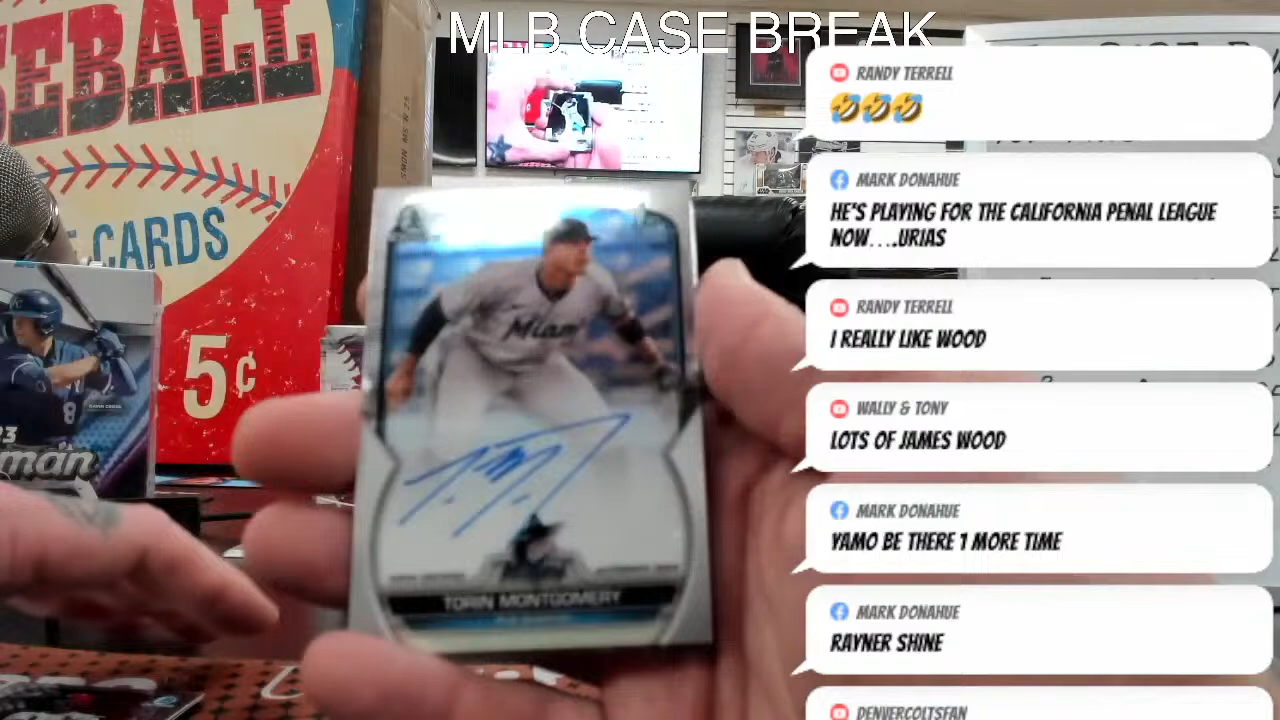 MLB CASE BREAK
SEBALL
CARDS
5¢
8
Miami
TORIN MONTGOMERY
RANDY TERRELL
🤣🤣🤣
MARK DONAHUE
HE'S PLAYING FOR THE CALIFORNIA PENAL LEAGUE
NOW….URIAS
RANDY TERRELL
I REALLY LIKE WOOD
WALLY & TONY
LOTS OF JAMES WOOD
MARK DONAHUE
YAMO BE THERE 1 MORE TIME
MARK DONAHUE
RAYNER SHINE
DENVERCOLTSFAN